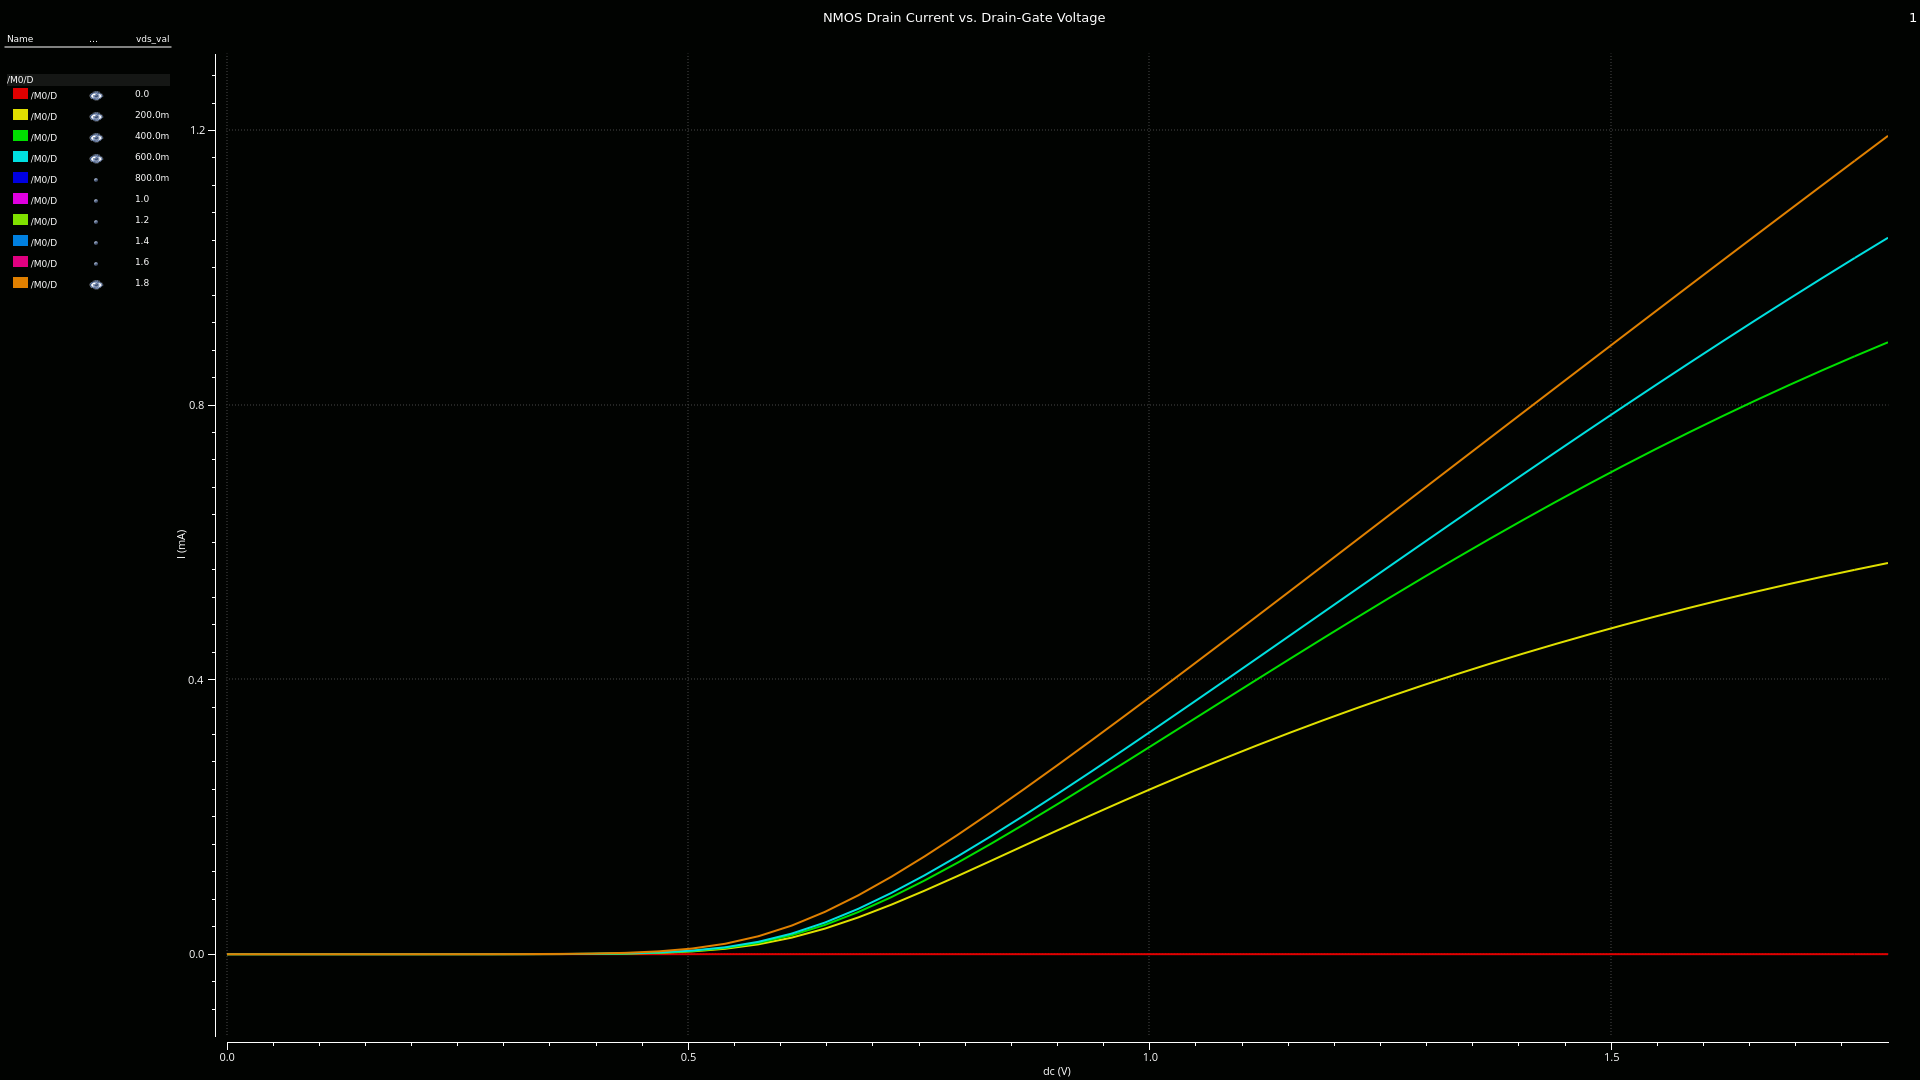 NMOS Drain Current vs. Drain-Gate Voltage
1
Name ... vds_val
/M0/D
/M0/D 0.0
/M0/D 200.0m
/M0/D 400.0m
/M0/D 600.0m
/M0/D 800.0m
/M0/D 1.0
/M0/D 1.2
/M0/D 1.4
/M0/D 1.6
/M0/D 1.8
1.2
0.8
I (mA)
0.4
0.0
0.0 0.5 1.0 1.5
dc (V)